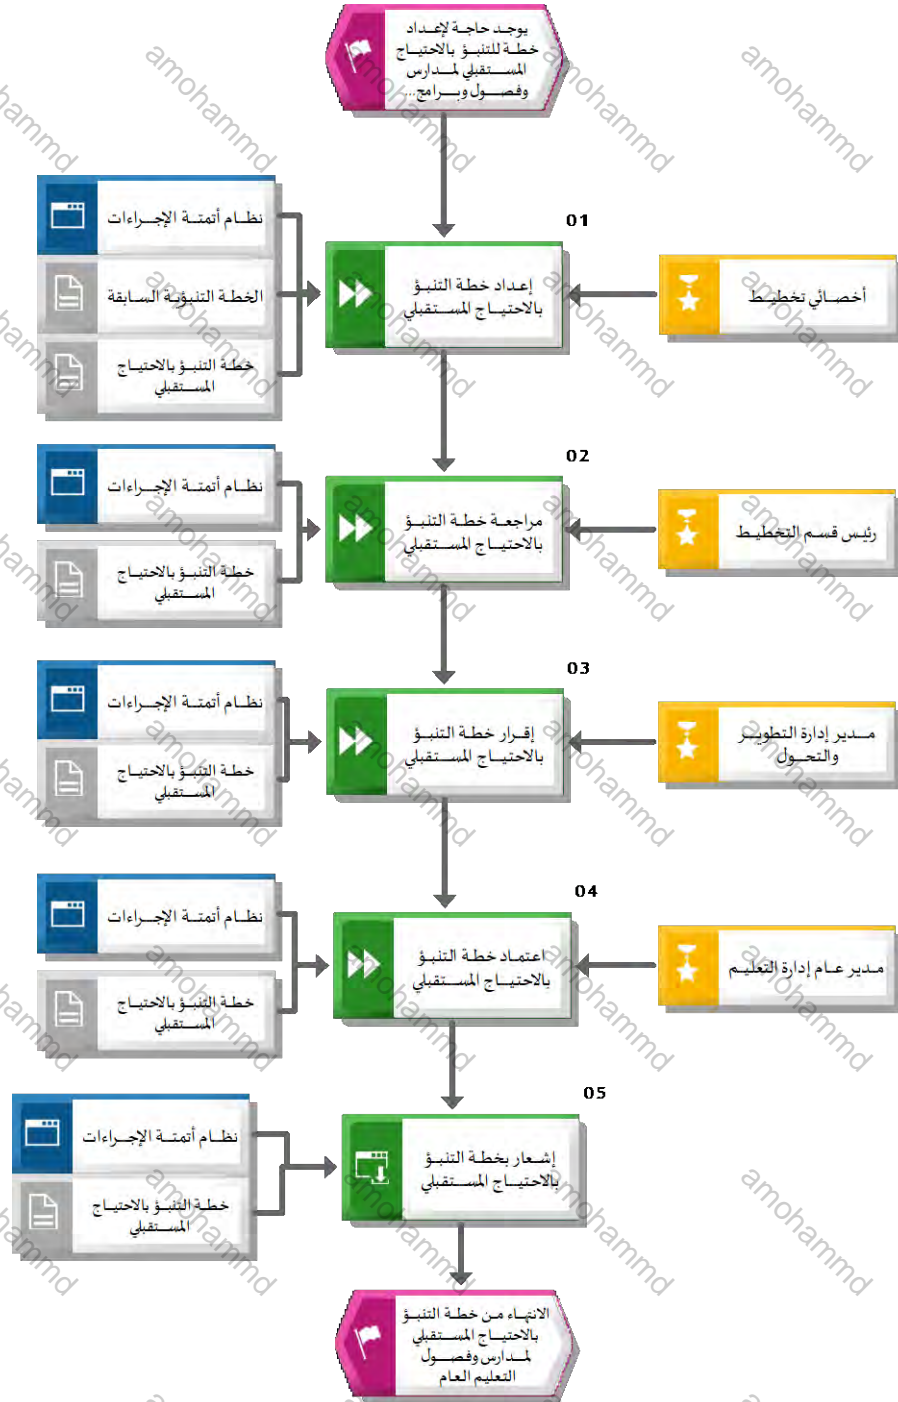 يوجد حاجة لإعداد
خطة للتنبؤ بالاحتياج
المستقبلي لمدارس
وفصول وبرامج...
01
نظام أتمتة الإجراءات
الخطة التنبؤية السابقة
خطة التنبؤ بالاحتياج
المستقبلي
إعداد خطة التنبؤ
بالاحتياج المستقبلي
أخصائي تخطيط
02
نظام أتمتة الإجراءات
خطة التنبؤ بالاحتياج
المستقبلي
مراجعة خطة التنبؤ
بالاحتياج المستقبلي
رئيس قسم التخطيط
03
نظام أتمتة الإجراءات
خطة التنبؤ بالاحتياج
المستقبلي
إقرار خطة التنبؤ
بالاحتياج المستقبلي
مدير إدارة التطوير
والتحول
04
نظام أتمتة الإجراءات
خطة التنبؤ بالاحتياج
المستقبلي
اعتماد خطة التنبؤ
بالاحتياج المستقبلي
مدير عام إدارة التعليم
05
نظام أتمتة الإجراءات
خطة التنبؤ بالاحتياج
المستقبلي
إشعار بخطة التنبؤ
بالاحتياج المستقبلي
الانتهاء من خطة التنبؤ
بالاحتياج المستقبلي
لمدارس وفصول
التعليم العام
amohammd